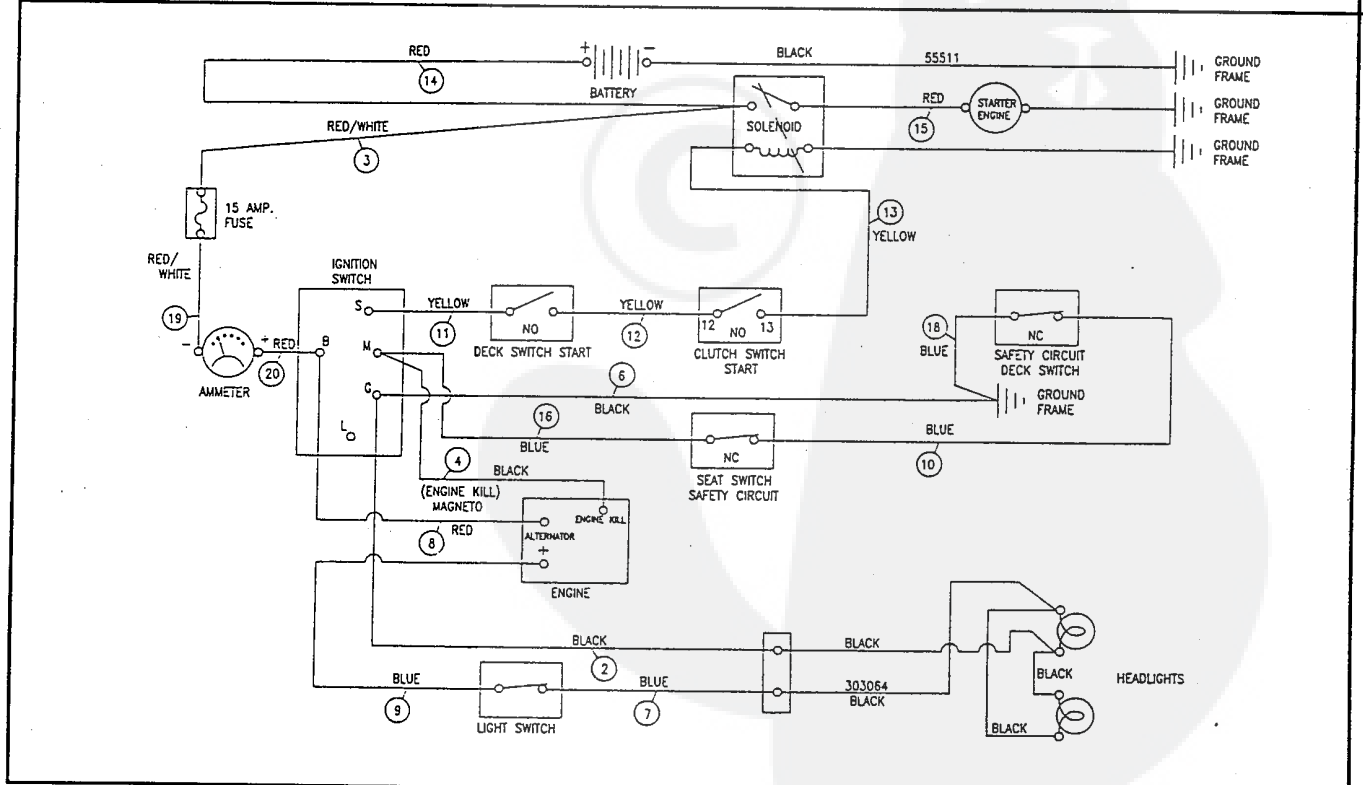 RED
14
+
−
BATTERY
BLACK
55511
GROUND
FRAME
RED/WHITE
3
SOLENOID
RED
15
STARTER
ENGINE
GROUND
FRAME
GROUND
FRAME
15 AMP.
FUSE
13
YELLOW
RED/
WHITE
19
−
AMMETER
+
RED
20
IGNITION
SWITCH
S
B
M
G
L
YELLOW
11
NO
DECK SWITCH START
YELLOW
12
12
NO
13
CLUTCH SWITCH
START
18
BLUE
NC
SAFETY CIRCUIT
DECK SWITCH
6
BLACK
GROUND
FRAME
16
BLUE
NC
SEAT SWITCH
SAFETY CIRCUIT
BLUE
10
4
BLACK
(ENGINE KILL)
MAGNETO
ENGINE KILL
RED
8
ALTERNATOR
+
ENGINE
BLACK
2
BLACK
BLUE
9
LIGHT SWITCH
BLUE
7
303064
BLACK
BLACK
BLACK
HEADLIGHTS
©